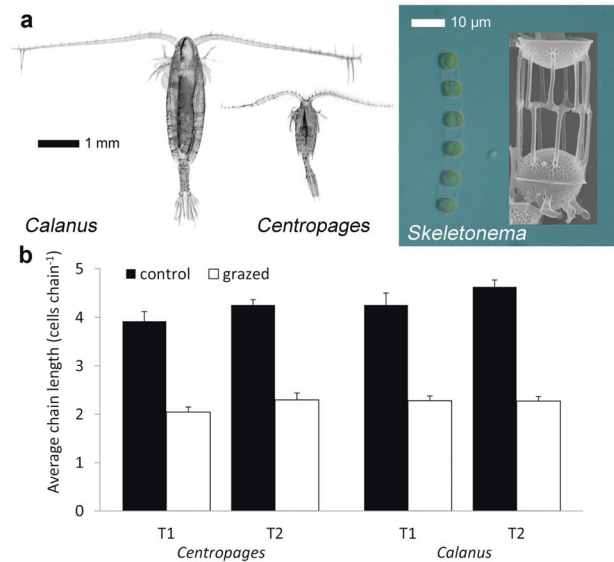 a
1 mm
Calanus
Centropages
10 µm
Skeletonema
b
control
grazed
Average chain length (cells chain⁻¹)
5
4
3
2
1
0
T1
T2
T1
T2
Centropages
Calanus